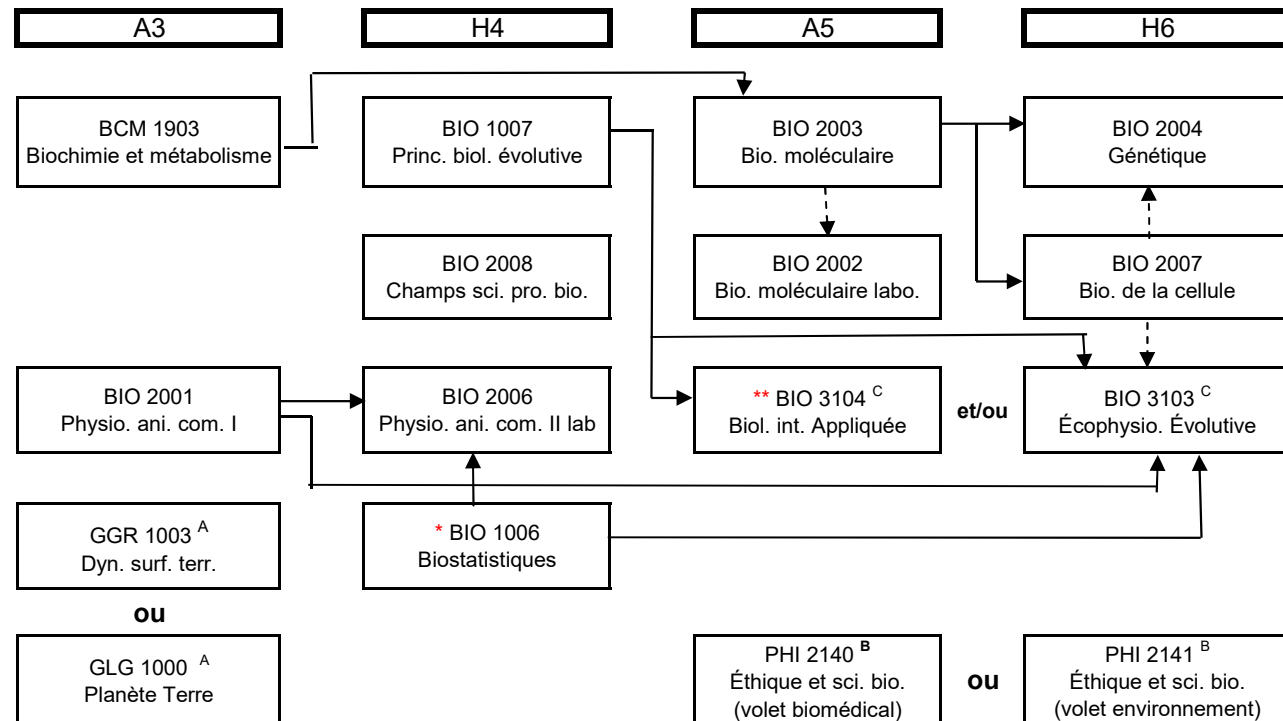 A3
H4
A5
H6
BCM 1903
Biochimie et métabolisme
BIO 1007
Princ. biol. évolutive
BIO 2003
Bio. moléculaire
BIO 2004
Génétique
BIO 2008
Champs sci. pro. bio.
BIO 2002
Bio. moléculaire labo.
BIO 2007
Bio. de la cellule
BIO 2001
Physio. ani. com. I
BIO 2006
Physio. ani. com. II lab
** BIO 3104 C
Biol. int. Appliquée
et/ou
BIO 3103 C
Écophysio. Évolutive
GGR 1003 A
Dyn. surf. terr.
* BIO 1006
Biostatistiques
ou
GLG 1000 A
Planète Terre
PHI 2140 B
Éthique et sci. bio.
(volet biomédical)
ou
PHI 2141 B
Éthique et sci. bio.
(volet environnement)